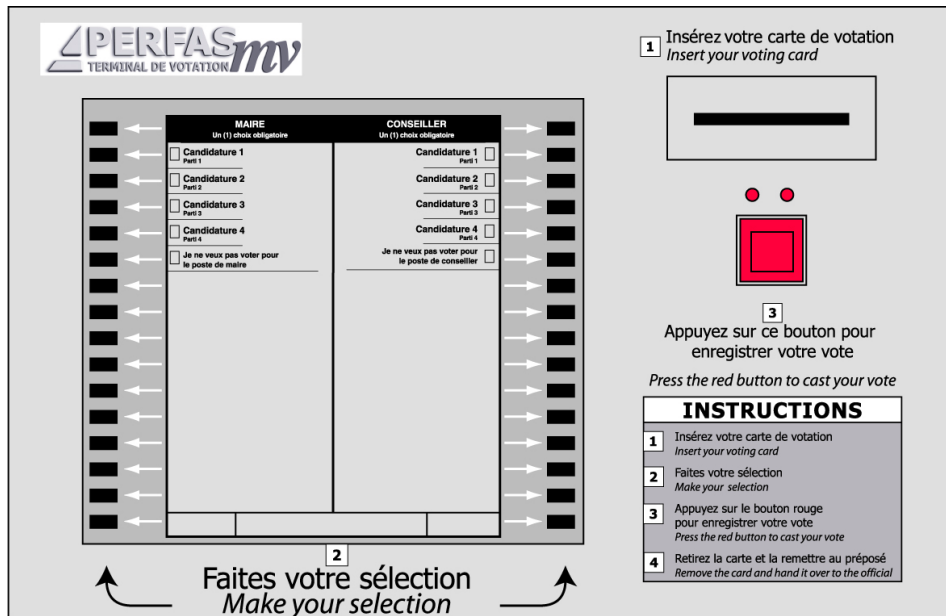 PERFAS mv
TERMINAL DE VOTATION
1 Insérez votre carte de votation
Insert your voting card
MAIRE
Un (1) choix obligatoire
Candidature 1
Parti 1
Candidature 2
Parti 2
Candidature 3
Parti 3
Candidature 4
Parti 4
Je ne veux pas voter pour
le poste de maire
CONSEILLER
Un (1) choix obligatoire
Candidature 1
Parti 1
Candidature 2
Parti 2
Candidature 3
Parti 3
Candidature 4
Parti 4
Je ne veux pas voter pour
le poste de conseiller
2
Faites votre sélection
Make your selection
3
Appuyez sur ce bouton pour
enregistrer votre vote
Press the red button to cast your vote
INSTRUCTIONS
1 Insérez votre carte de votation
Insert your voting card
2 Faites votre sélection
Make your selection
3 Appuyez sur le bouton rouge
pour enregistrer votre vote
Press the red button to cast your vote
4 Retirez la carte et la remettre au préposé
Remove the card and hand it over to the official